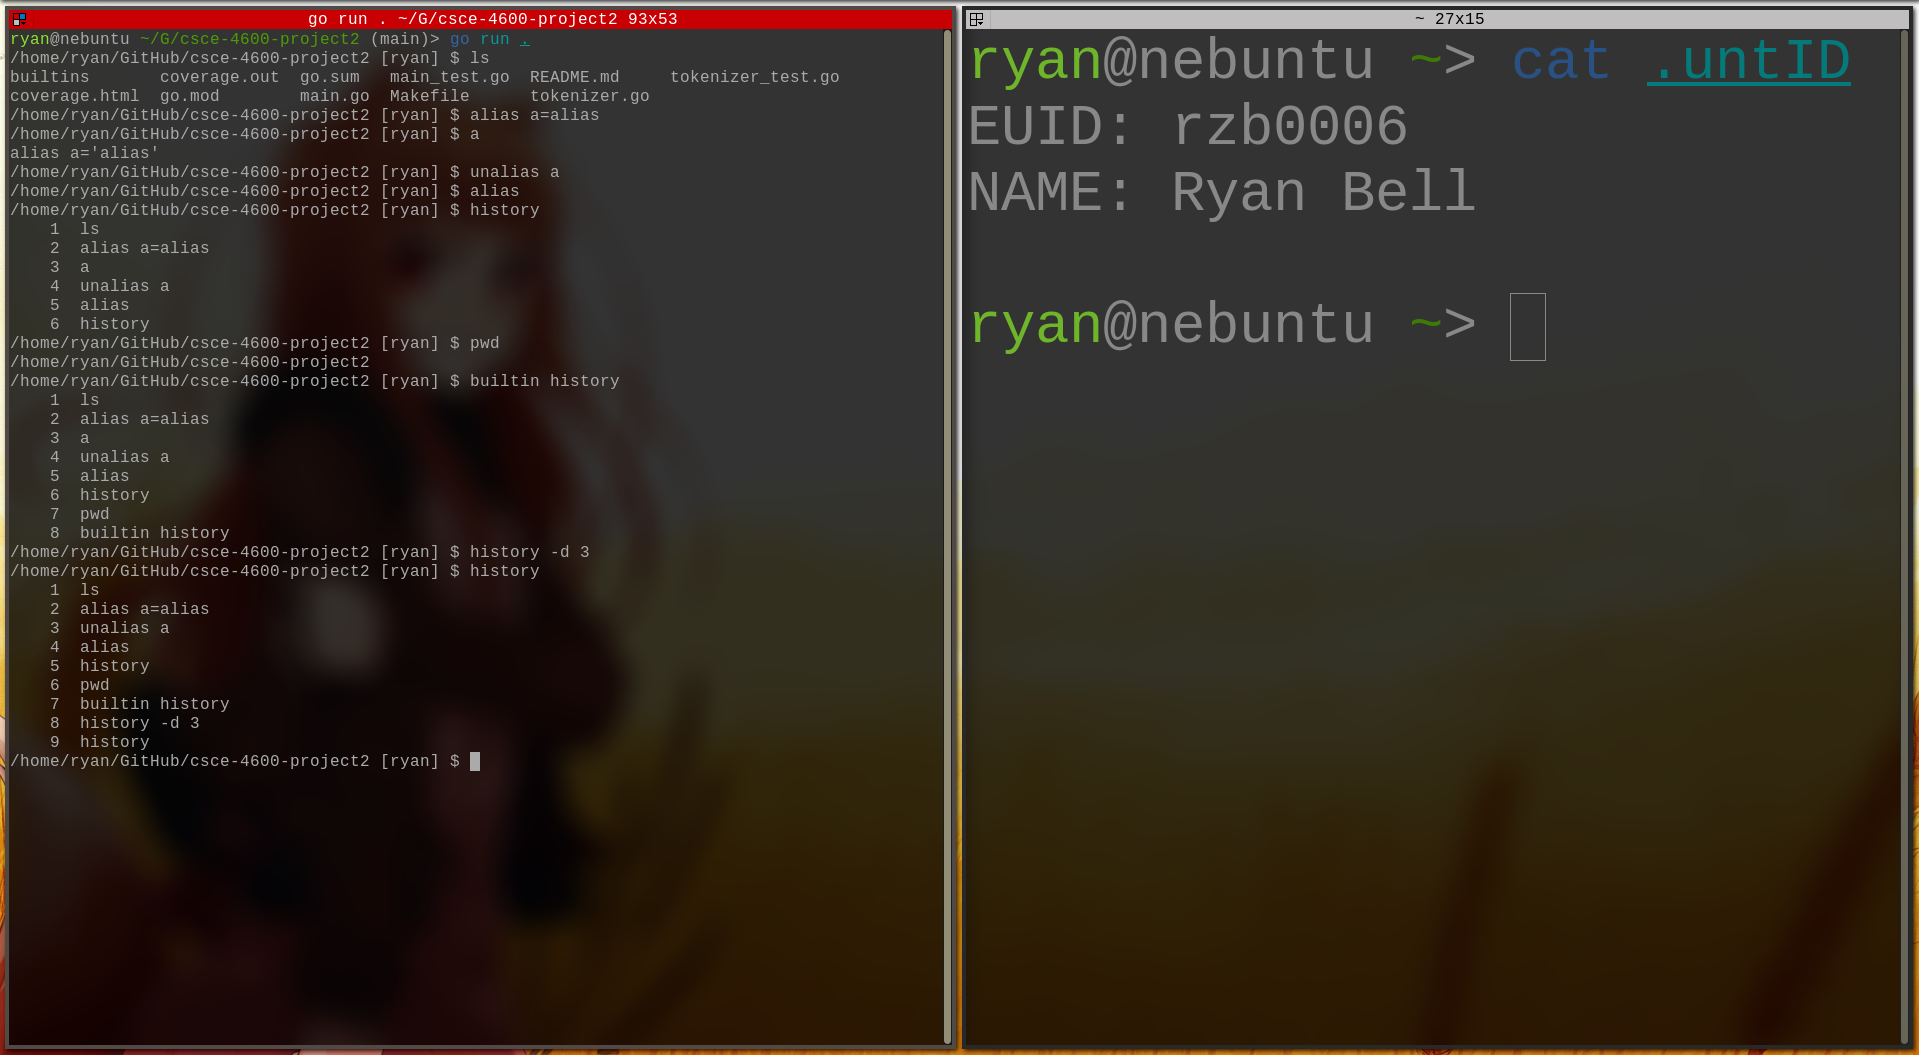 go run . ~/G/csce-4600-project2 93x53
ryan@nebuntu ~/G/csce-4600-project2 (main)> go run .
/home/ryan/GitHub/csce-4600-project2 [ryan] $ ls
builtins       coverage.out  go.sum   main_test.go  README.md     tokenizer_test.go
coverage.html  go.mod        main.go  Makefile      tokenizer.go
/home/ryan/GitHub/csce-4600-project2 [ryan] $ alias a=alias
/home/ryan/GitHub/csce-4600-project2 [ryan] $ a
alias a='alias'
/home/ryan/GitHub/csce-4600-project2 [ryan] $ unalias a
/home/ryan/GitHub/csce-4600-project2 [ryan] $ alias
/home/ryan/GitHub/csce-4600-project2 [ryan] $ history
    1  ls
    2  alias a=alias
    3  a
    4  unalias a
    5  alias
    6  history
/home/ryan/GitHub/csce-4600-project2 [ryan] $ pwd
/home/ryan/GitHub/csce-4600-project2
/home/ryan/GitHub/csce-4600-project2 [ryan] $ builtin history
    1  ls
    2  alias a=alias
    3  a
    4  unalias a
    5  alias
    6  history
    7  pwd
    8  builtin history
/home/ryan/GitHub/csce-4600-project2 [ryan] $ history -d 3
/home/ryan/GitHub/csce-4600-project2 [ryan] $ history
    1  ls
    2  alias a=alias
    3  unalias a
    4  alias
    5  history
    6  pwd
    7  builtin history
    8  history -d 3
    9  history
/home/ryan/GitHub/csce-4600-project2 [ryan] $
~ 27x15
ryan@nebuntu ~> cat .untID
EUID: rzb0006
NAME: Ryan Bell
ryan@nebuntu ~>